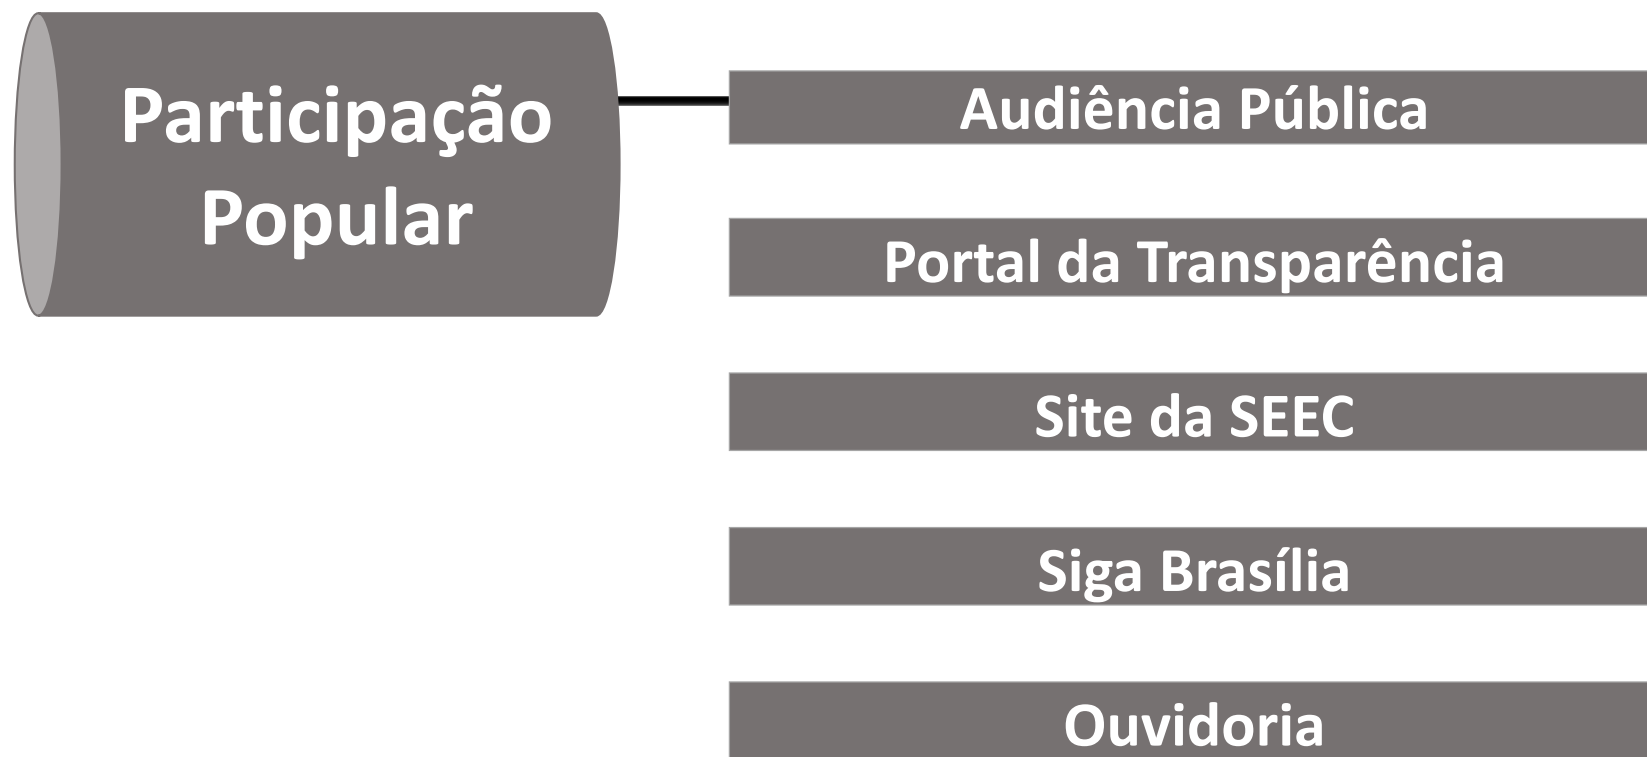 Participação
Popular
Audiência Pública
Portal da Transparência
Site da SEEC
Siga Brasília
Ouvidoria